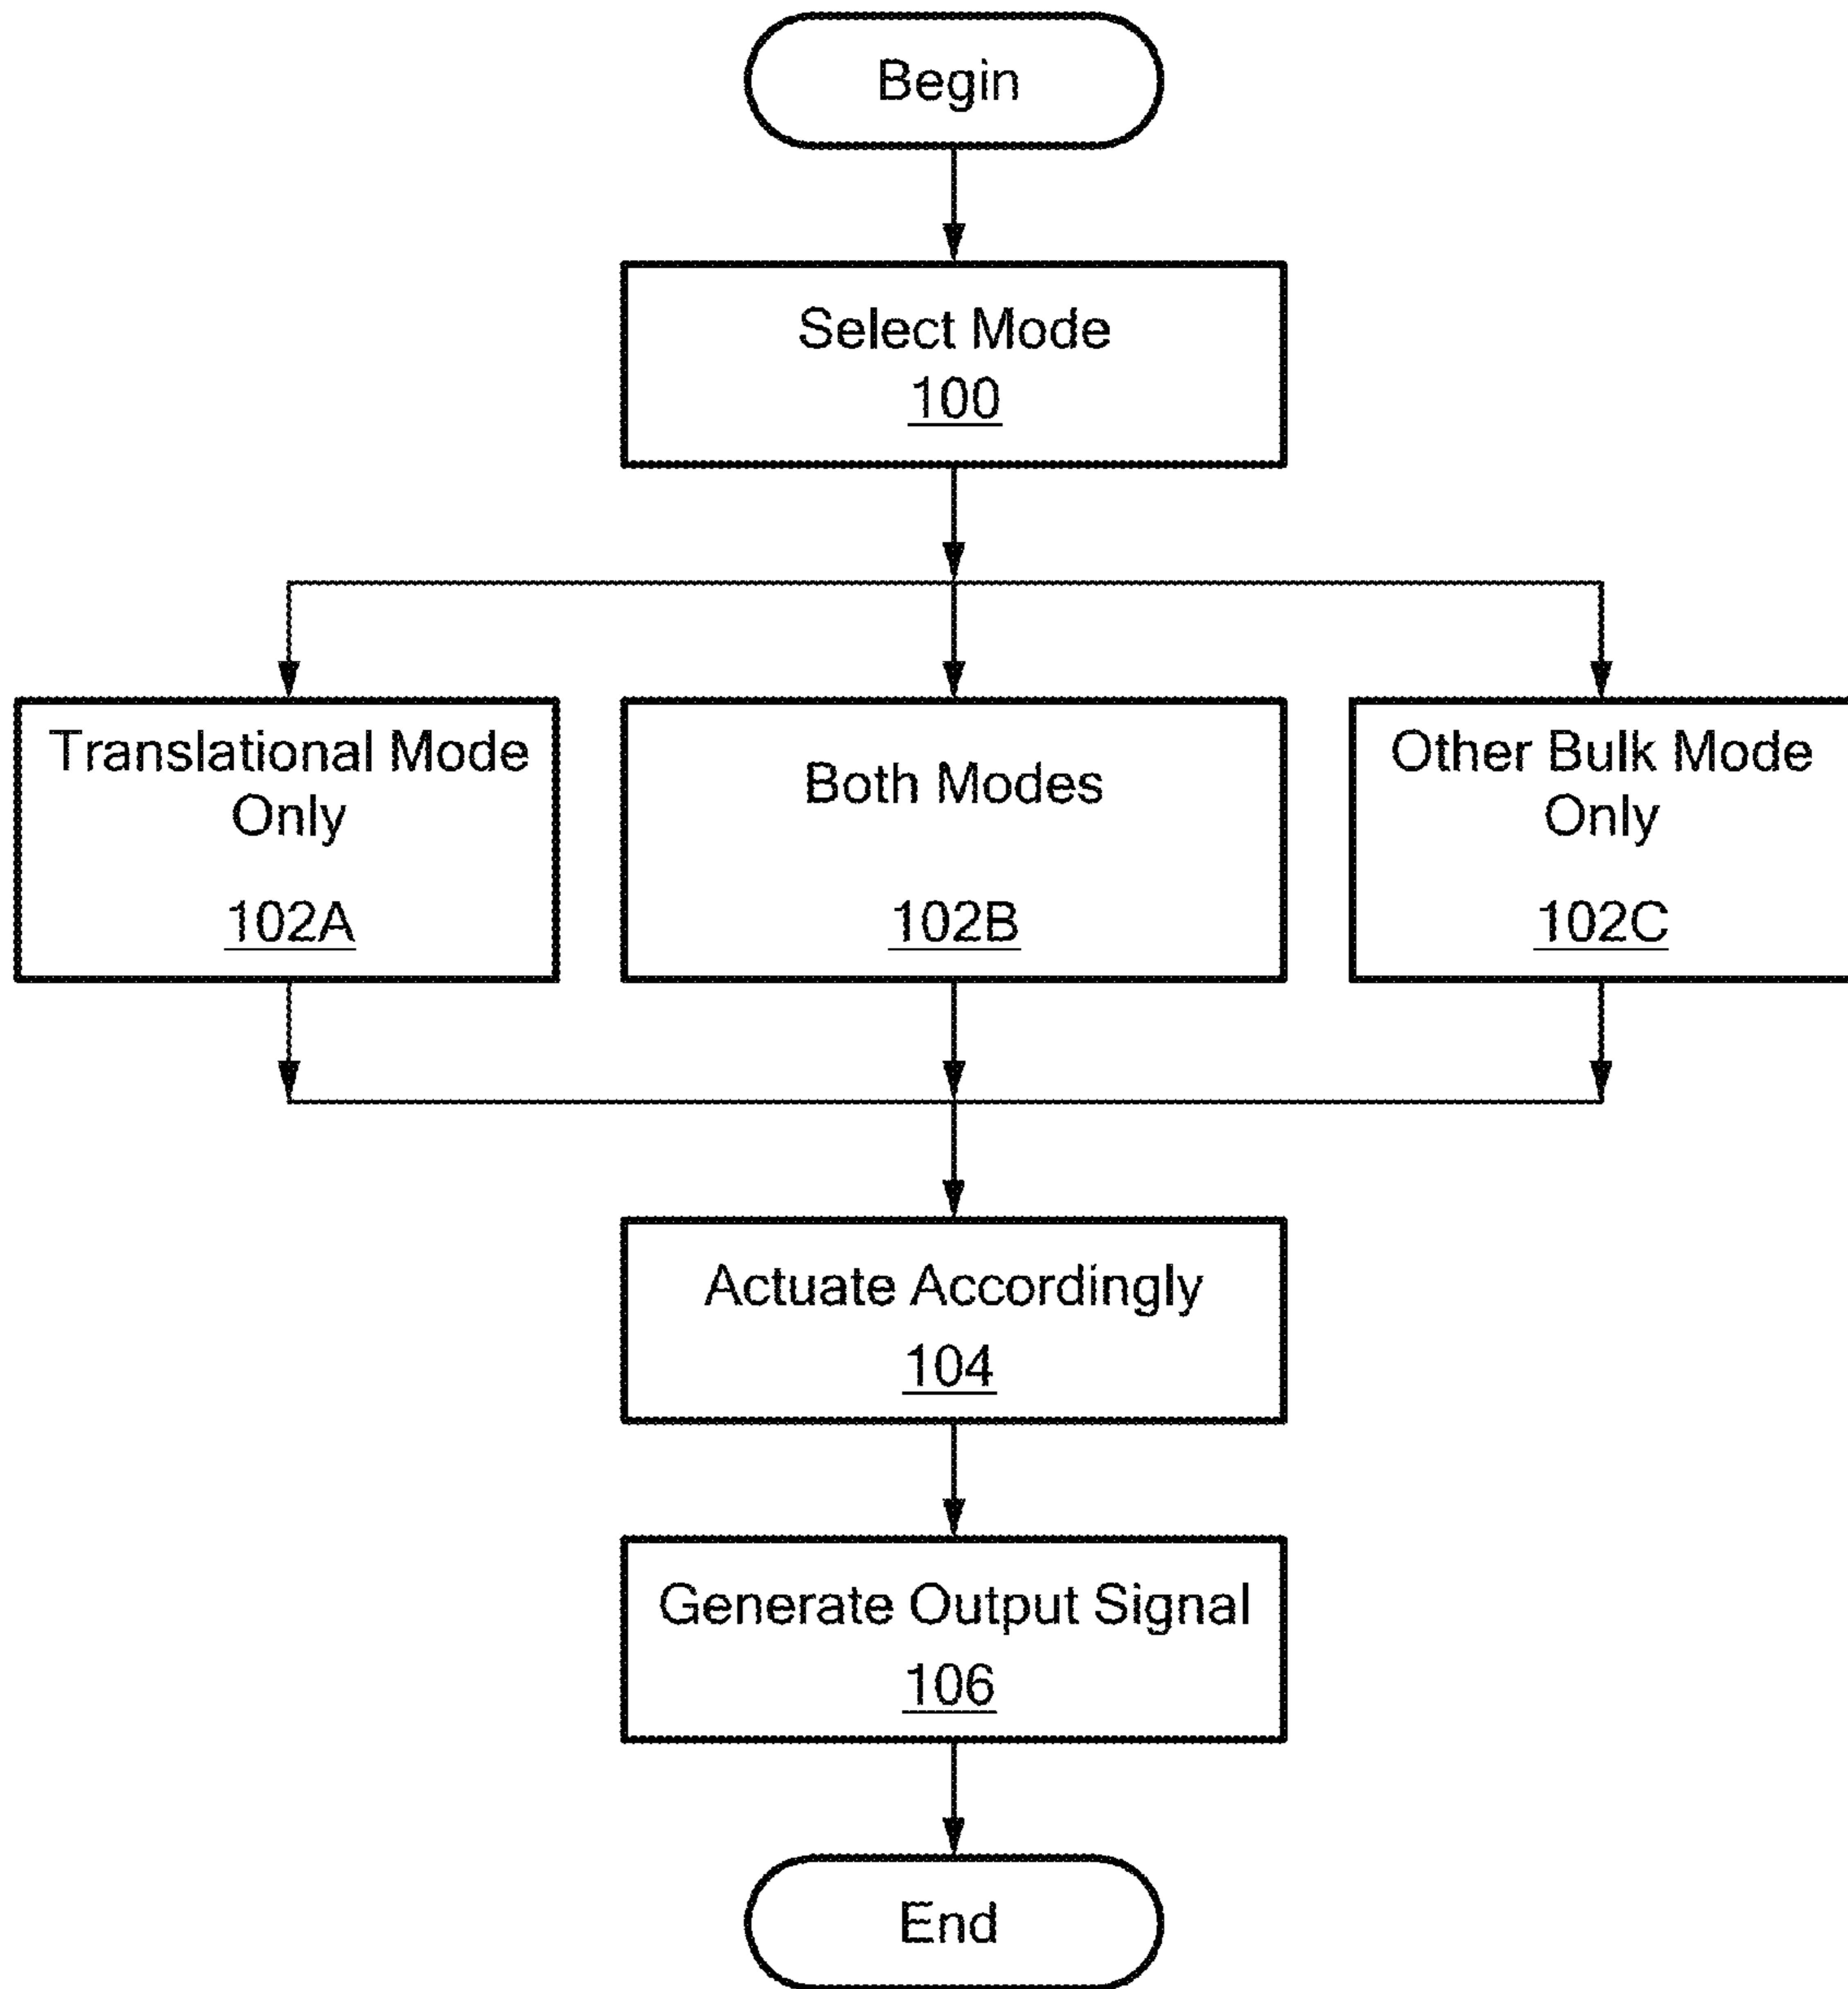 Begin
Select Mode
100
Translational Mode
Only
102A
Both Modes
102B
Other Bulk Mode
Only
102C
Actuate Accordingly
104
Generate Output Signal
106
End